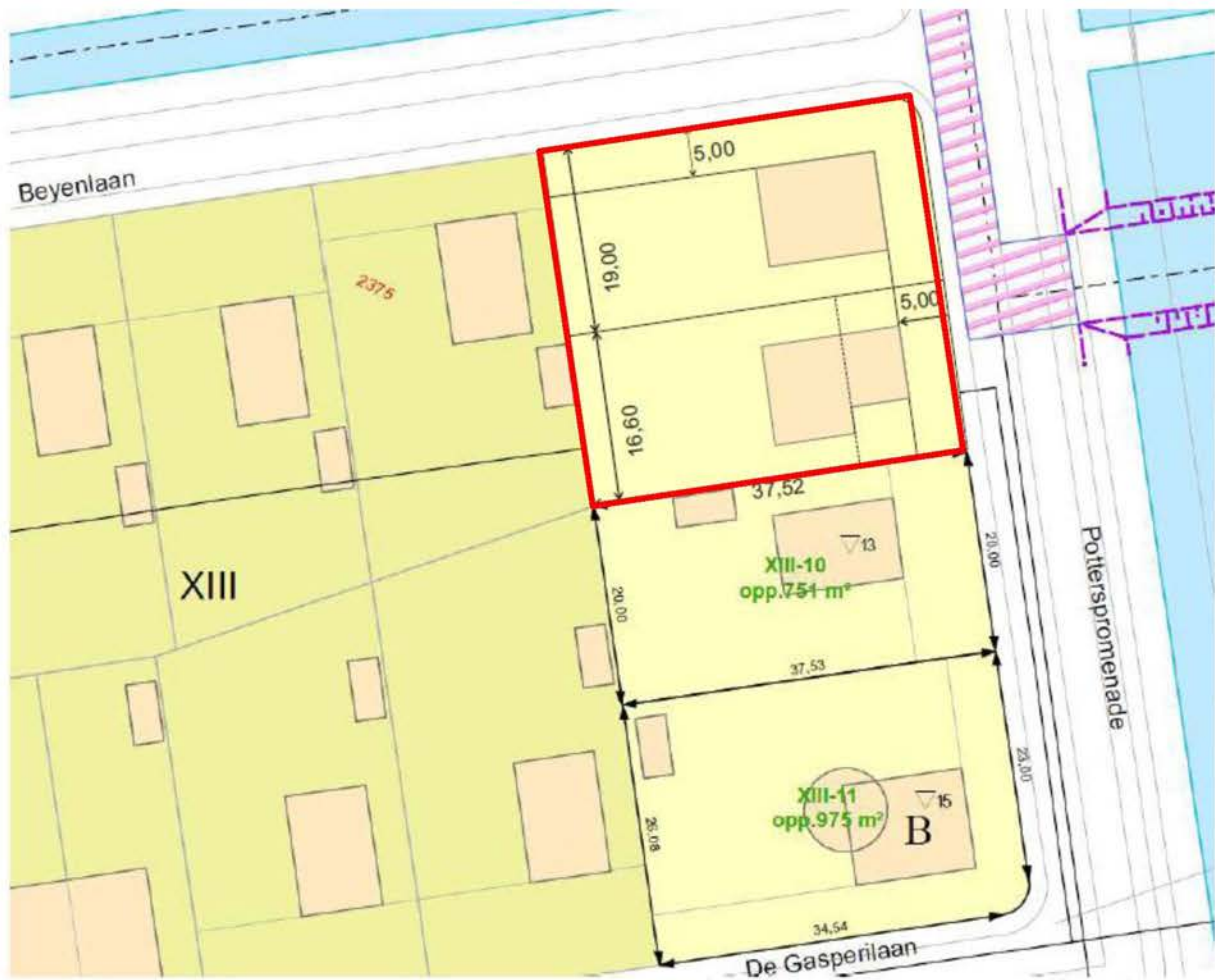 Beyenlaan
5,00
2375
19,00
5,00
16,60
37,52
XIII
XIII-10
opp.751 m²
13
20,00
20,00
Potterspromenade
37,53
26,08
XIII-11
opp.975 m²
15
B
23,00
34,54
De Gasperilaan